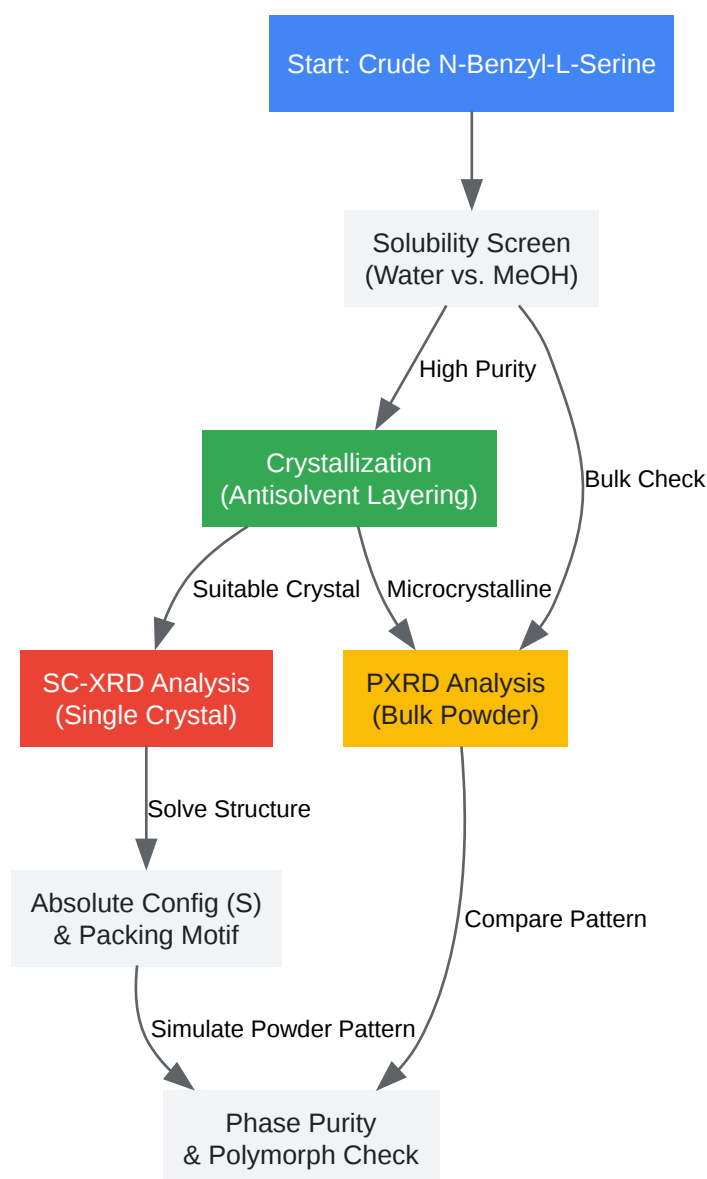 Start: Crude N-Benzyl-L-Serine
Solubility Screen
(Water vs. MeOH)
High Purity
Crystallization
(Antisolvent Layering)
Bulk Check
Suitable Crystal
Microcrystalline
SC-XRD Analysis
(Single Crystal)
PXRD Analysis
(Bulk Powder)
Solve Structure
Absolute Config (S)
& Packing Motif
Compare Pattern
Simulate Powder Pattern
Phase Purity
& Polymorph Check